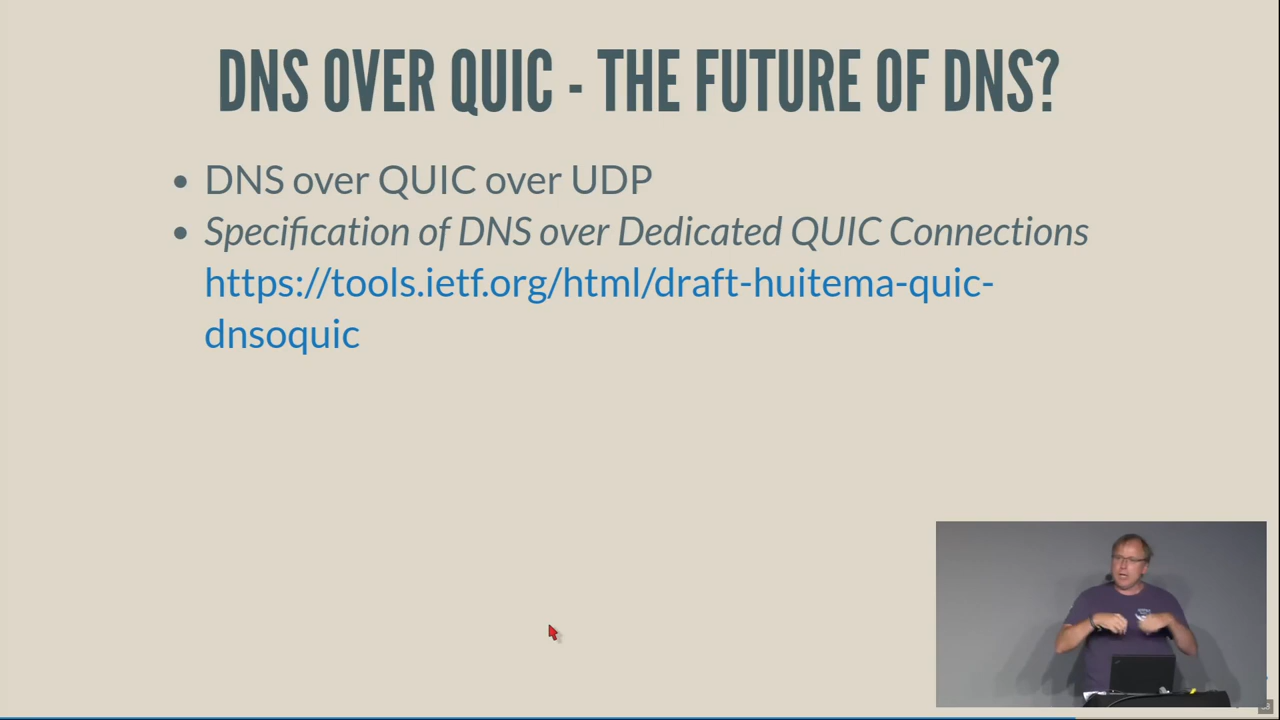 DNS OVER QUIC - THE FUTURE OF DNS?
• DNS over QUIC over UDP
• Specification of DNS over Dedicated QUIC Connections
https://tools.ietf.org/html/draft-huitema-quic-
dnsoquic